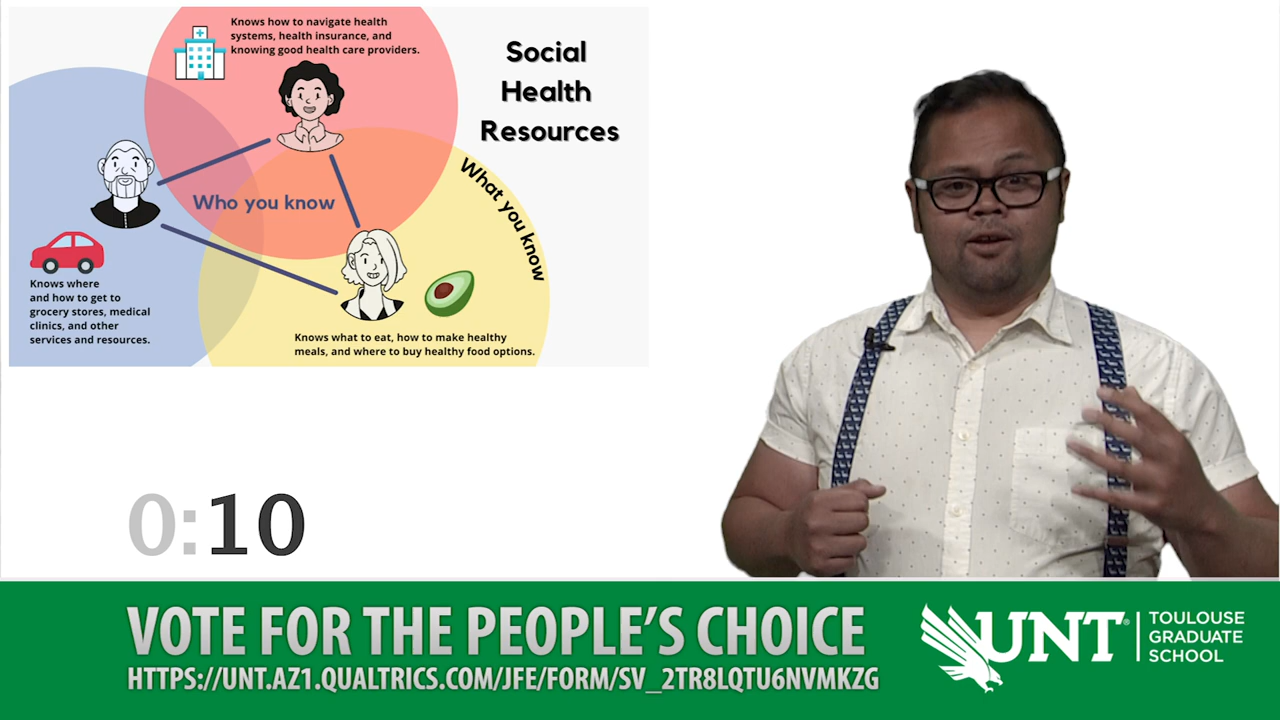 Knows how to navigate health
systems, health insurance, and
knowing good health care providers.
Social
Health
Resources
What you know
Who you know
Knows where
and how to get to
grocery stores, medical
clinics, and other
services and resources.
Knows what to eat, how to make healthy
meals, and where to buy healthy food options.
0:10
VOTE FOR THE PEOPLE'S CHOICE
HTTPS://UNT.AZ1.QUALTRICS.COM/JFE/FORM/SV_2TR8LQTU6NVMKZG
UNT®
TOULOUSE
GRADUATE
SCHOOL